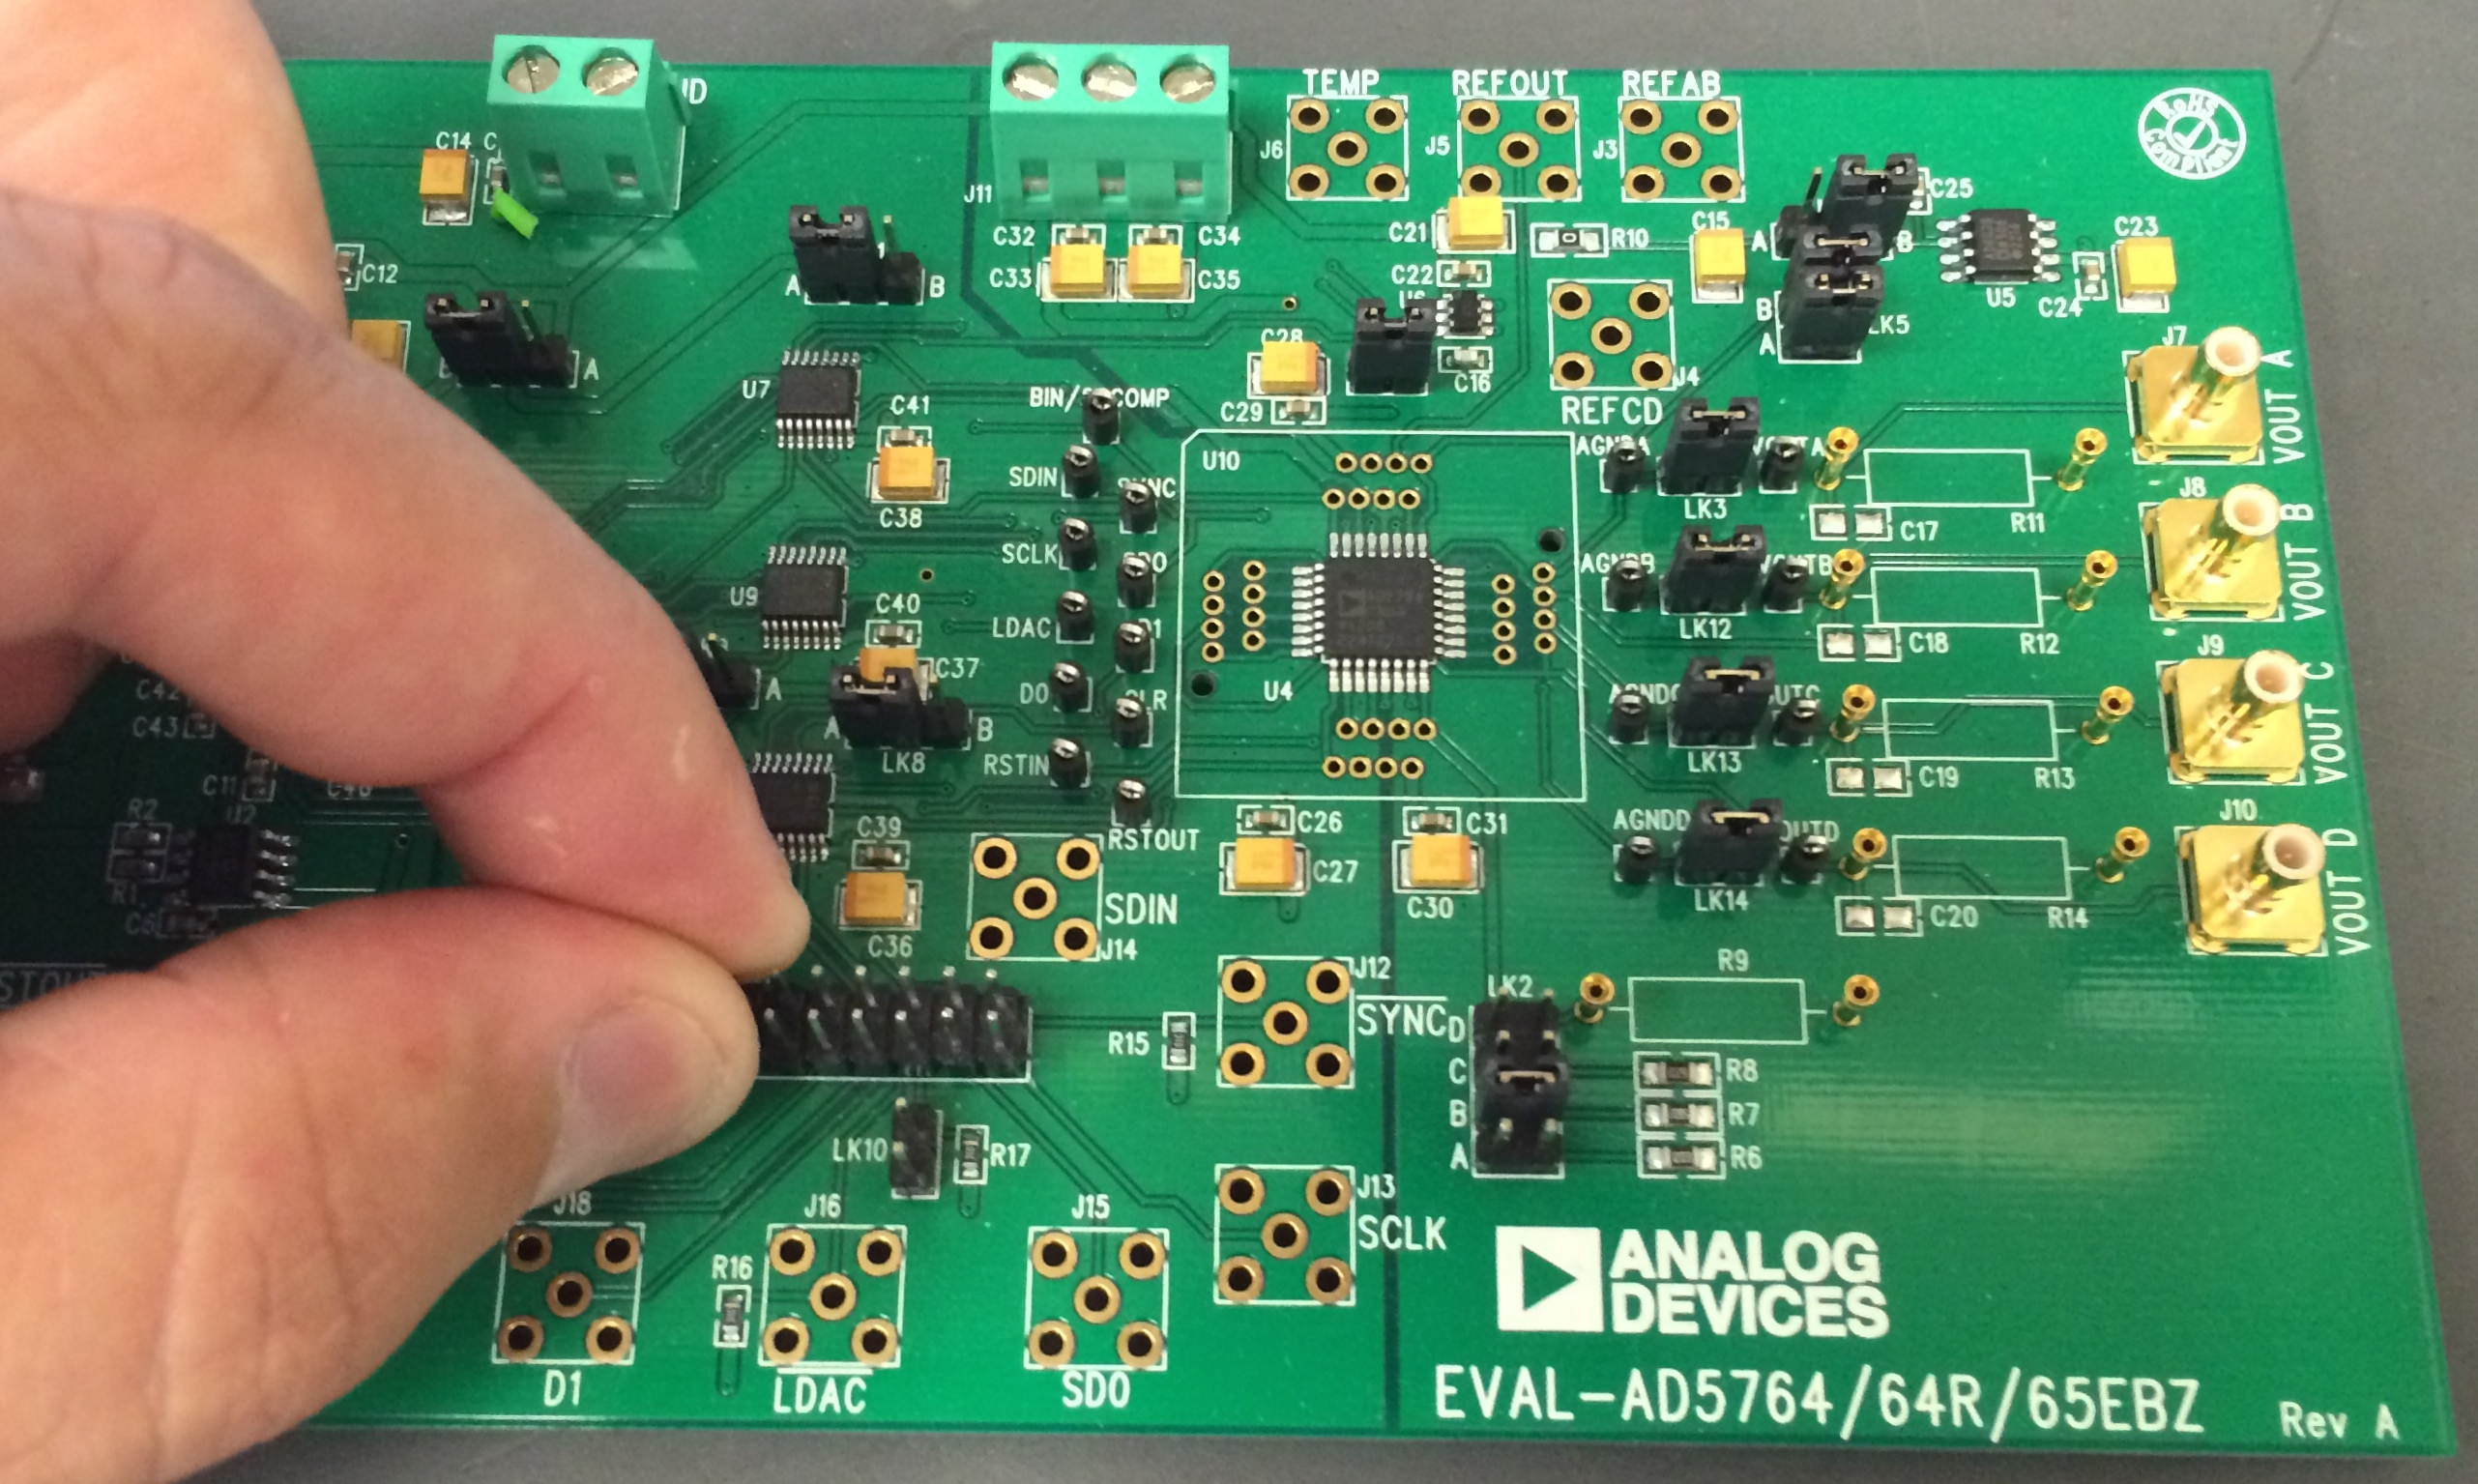 TEMP
REFOUT
REFAB
RoHS
Compliant
C14
J11
J6
J5
J3
C25
C12
A
B
C32
C34
C33
C35
C21
R10
C15
A
B
C23
C22
U5
C24
B
A
LK5
A
U7
C28
C16
C29
J4
REFCD
J7
VOUT A
C41
U10
SDIN
C38
LK3
C17
R11
J8
VOUT B
SCLK
U9
C40
LDAC
C37
LK12
C18
R12
J9
VOUT C
A
C42
C43
D0
U4
A
B
LK8
RSTIN
LK13
C19
R13
C11
R2
U2
R1
C6
C39
RSTOUT
C26
C31
C27
C30
AGNDD
LK14
C20
R14
J10
VOUT D
C36
SDIN
J14
J12
SYNC
R15
LK2
R9
D
C
B
A
R8
R7
R6
LK10
R17
J18
J16
J15
J13
SCLK
R16
D1
LDAC
SDO
ANALOG
DEVICES
EVAL-AD5764/64R/65EBZ
Rev A